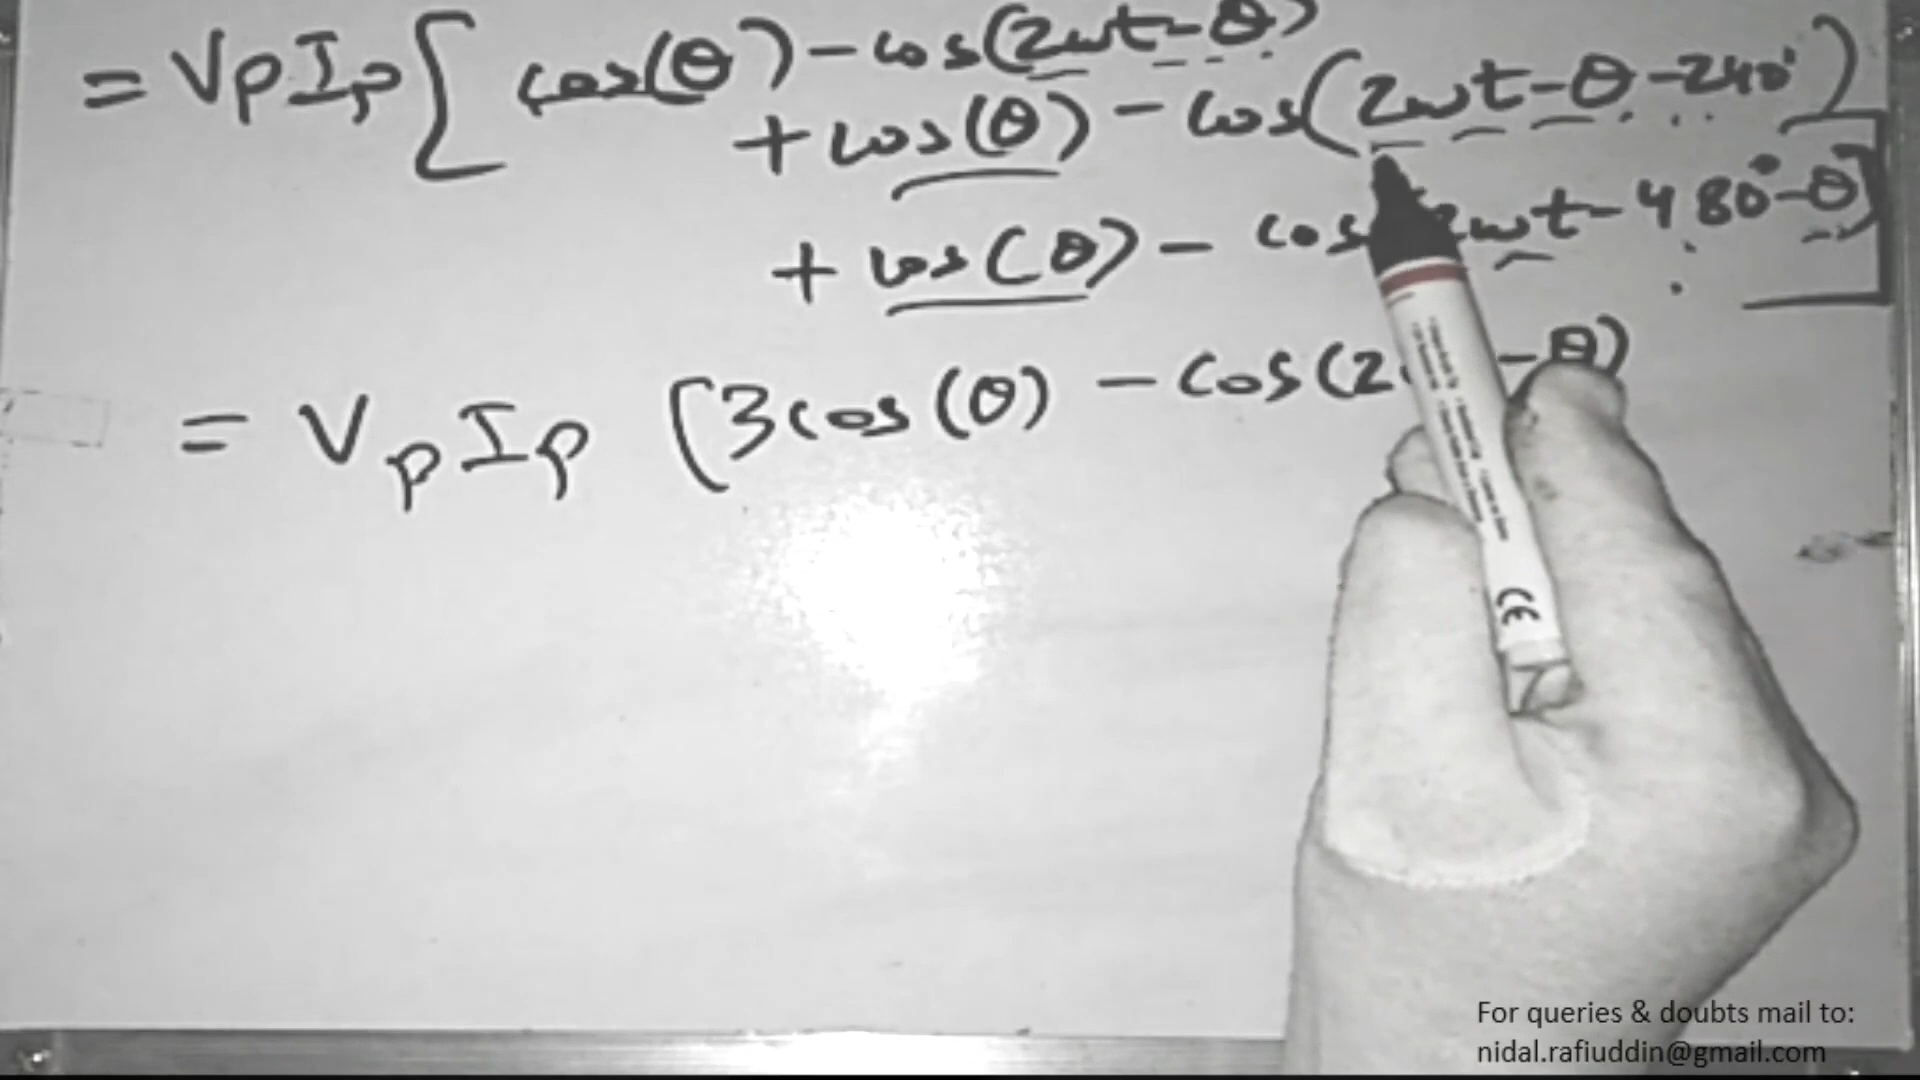 = VpIp[ cos(θ) - cos(2ωt-θ)
+ cos(θ) - cos(2ωt-θ-240°)
+ cos(θ) - cos 2ωt-480°-θ]
= VpIp [3cos(θ) - cos(2 -θ)
CE
For queries & doubts mail to:
nidal.rafiuddin@gmail.com